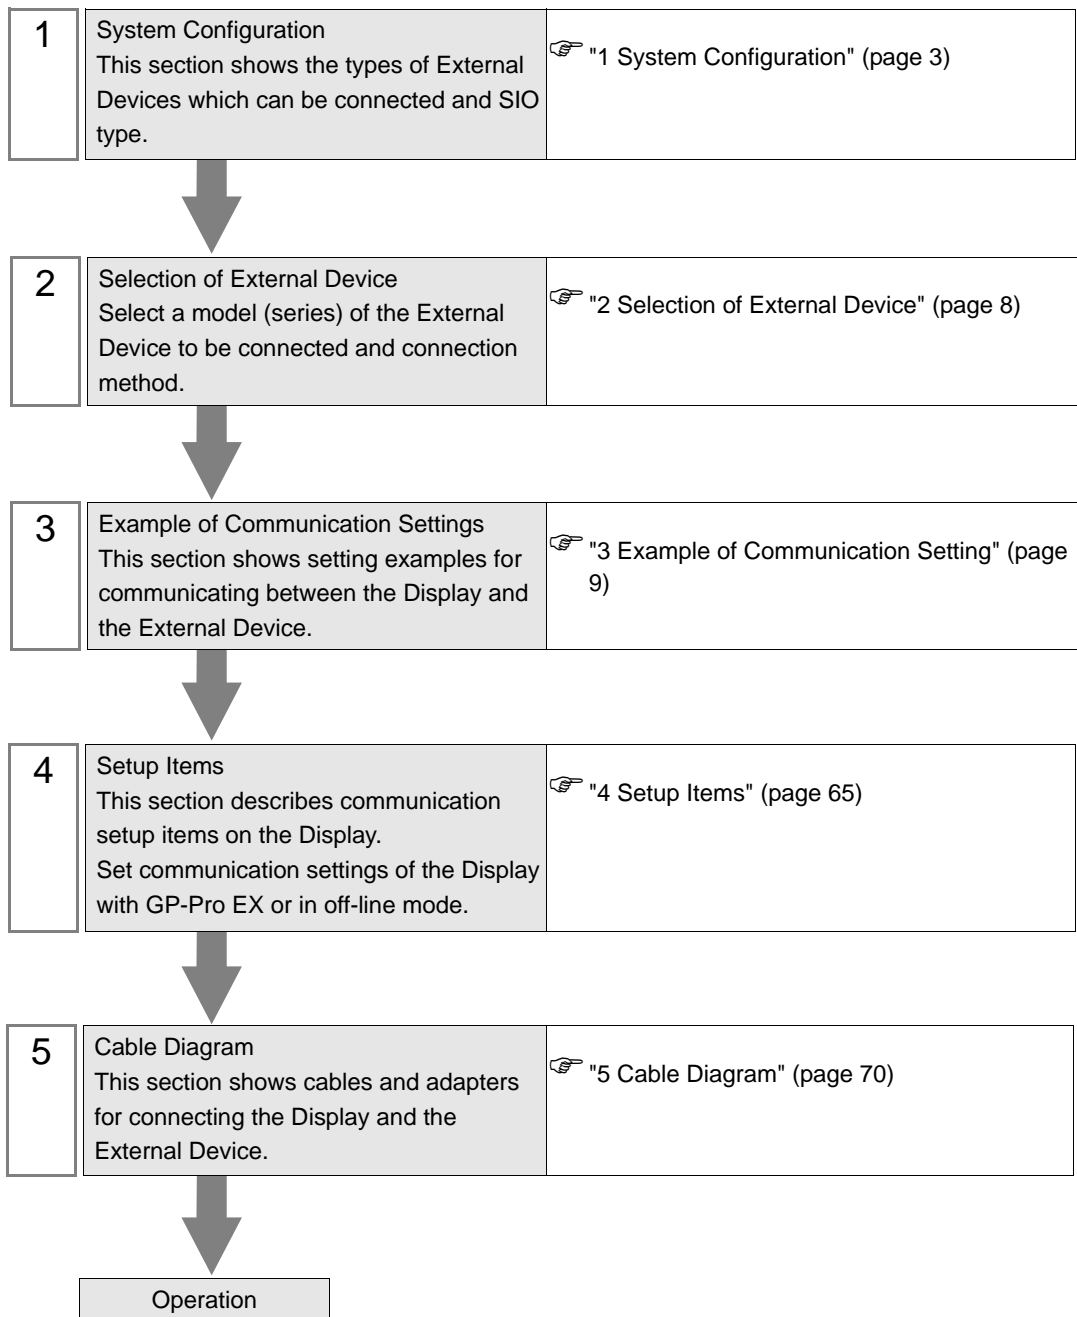 1
System Configuration
This section shows the types of External
Devices which can be connected and SIO
type.
"1 System Configuration" (page 3)
2
Selection of External Device
Select a model (series) of the External
Device to be connected and connection
method.
"2 Selection of External Device" (page 8)
3
Example of Communication Settings
This section shows setting examples for
communicating between the Display and
the External Device.
"3 Example of Communication Setting" (page
9)
4
Setup Items
This section describes communication
setup items on the Display.
Set communication settings of the Display
with GP-Pro EX or in off-line mode.
"4 Setup Items" (page 65)
5
Cable Diagram
This section shows cables and adapters
for connecting the Display and the
External Device.
"5 Cable Diagram" (page 70)
Operation